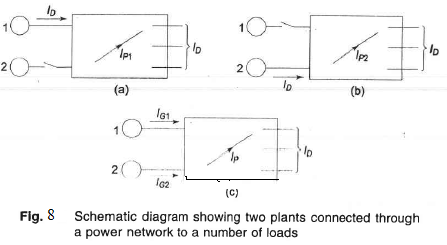 I_D
1
I_P1
I_D
2
(a)
1
I_P2
I_D
2
I_D
(b)
I_G1
1
I_P
I_D
2
I_G2
(c)
Fig. 8 Schematic diagram showing two plants connected through
a power network to a number of loads